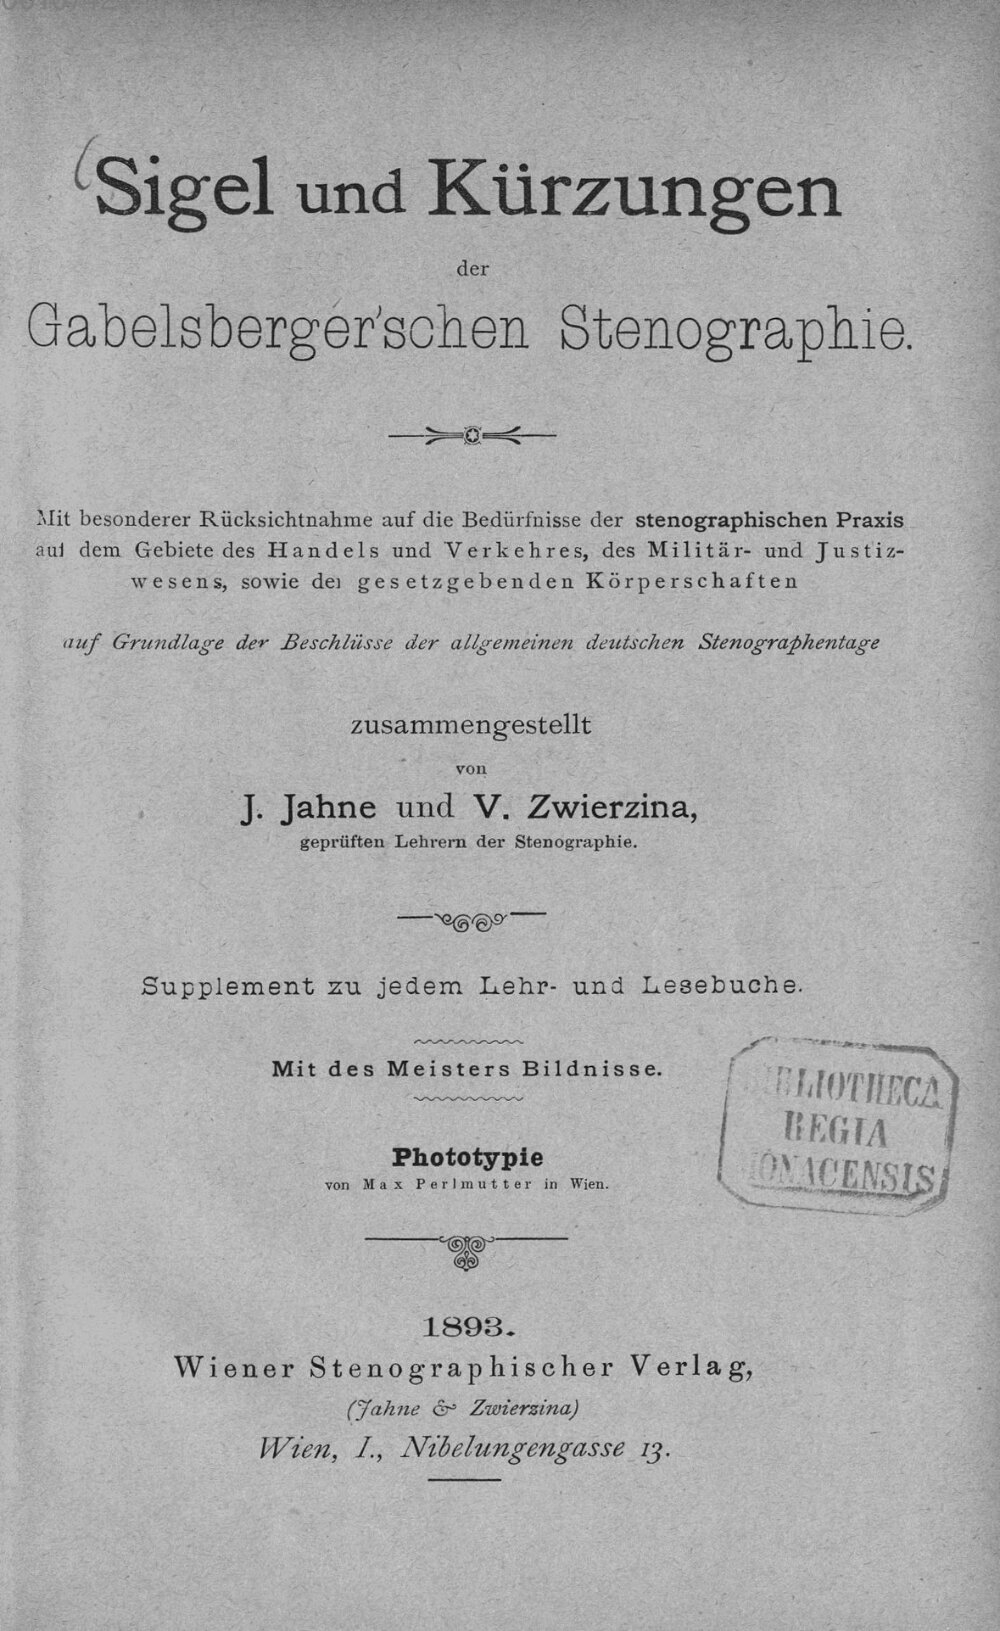 Sigel und Kürzungen
der
Gabelsberger'schen Stenographie.
Mit besonderer Rücksichtnahme auf die Bedürfnisse der stenographischen Praxis
auf dem Gebiete des Handels und Verkehres, des Militär- und Justiz-
wesens, sowie der gesetzgebenden Körperschaften
auf Grundlage der Beschlüsse der allgemeinen deutschen Stenographentage
zusammengestellt
von
J. Jahne und V. Zwierzina,
geprüften Lehrern der Stenographie.
Supplement zu jedem Lehr- und Lesebuche.
Mit des Meisters Bildnisse.
BIBLIOTHECA
REGIA
MONACENSIS
Phototypie
von Max Perlmutter in Wien.
1893.
Wiener Stenographischer Verlag,
(Jahne & Zwierzina)
Wien, I., Nibelungengasse 13.